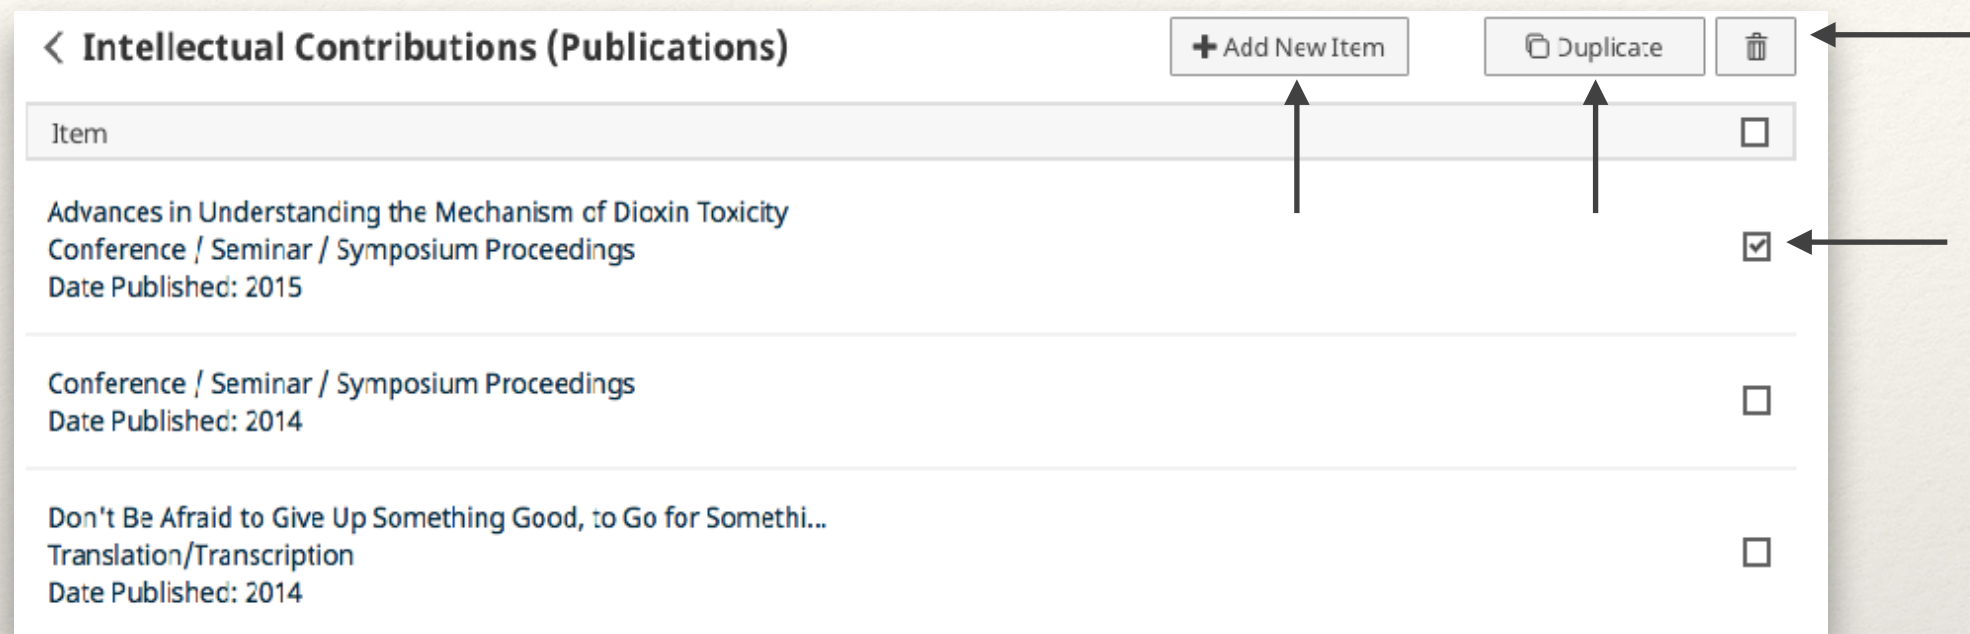 Intellectual Contributions (Publications)
Add New Item
Duplicate
Item
Advances in Understanding the Mechanism of Dioxin Toxicity
Conference / Seminar / Symposium Proceedings
Date Published: 2015
Conference / Seminar / Symposium Proceedings
Date Published: 2014
Don't Be Afraid to Give Up Something Good, to Go for Somethi...
Translation/Transcription
Date Published: 2014